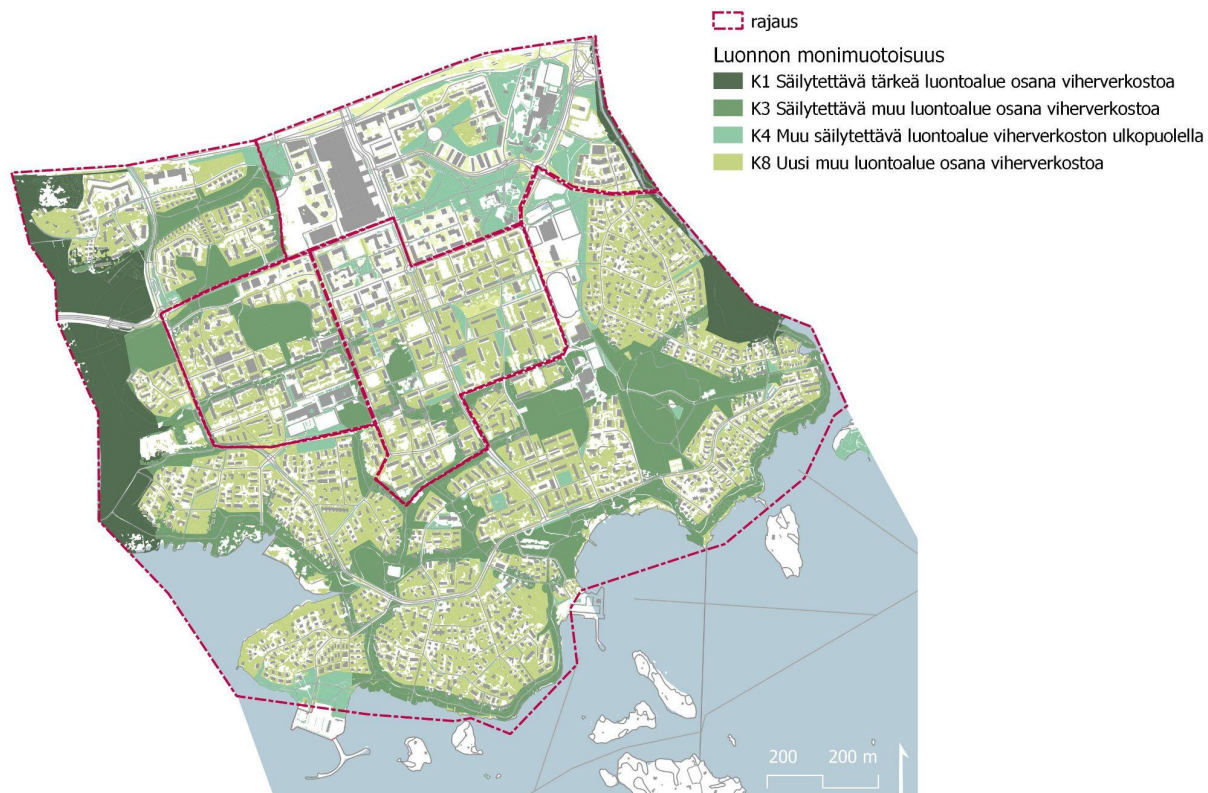 rajaus
Luonnon monimuotoisuus
K1 Säilytettävä tärkeä luontoalue osana viherverkostoa
K3 Säilytettävä muu luontoalue osana viherverkostoa
K4 Muu säilytettävä luontoalue viherverkoston ulkopuolella
K8 Uusi muu luontoalue osana viherverkostoa
200 200 m